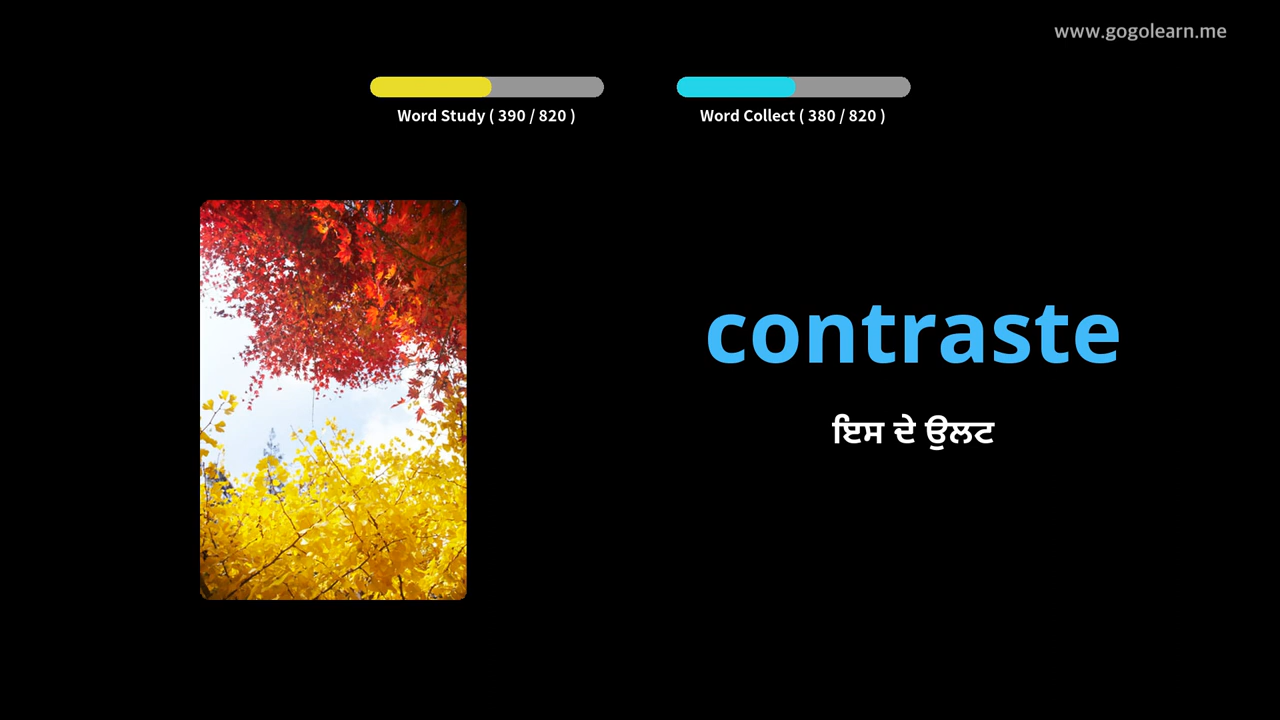 www.gogolearn.me
Word Study ( 390 / 820 )
Word Collect ( 380 / 820 )
contraste
ਇਸ ਦੇ ਉਲਟ